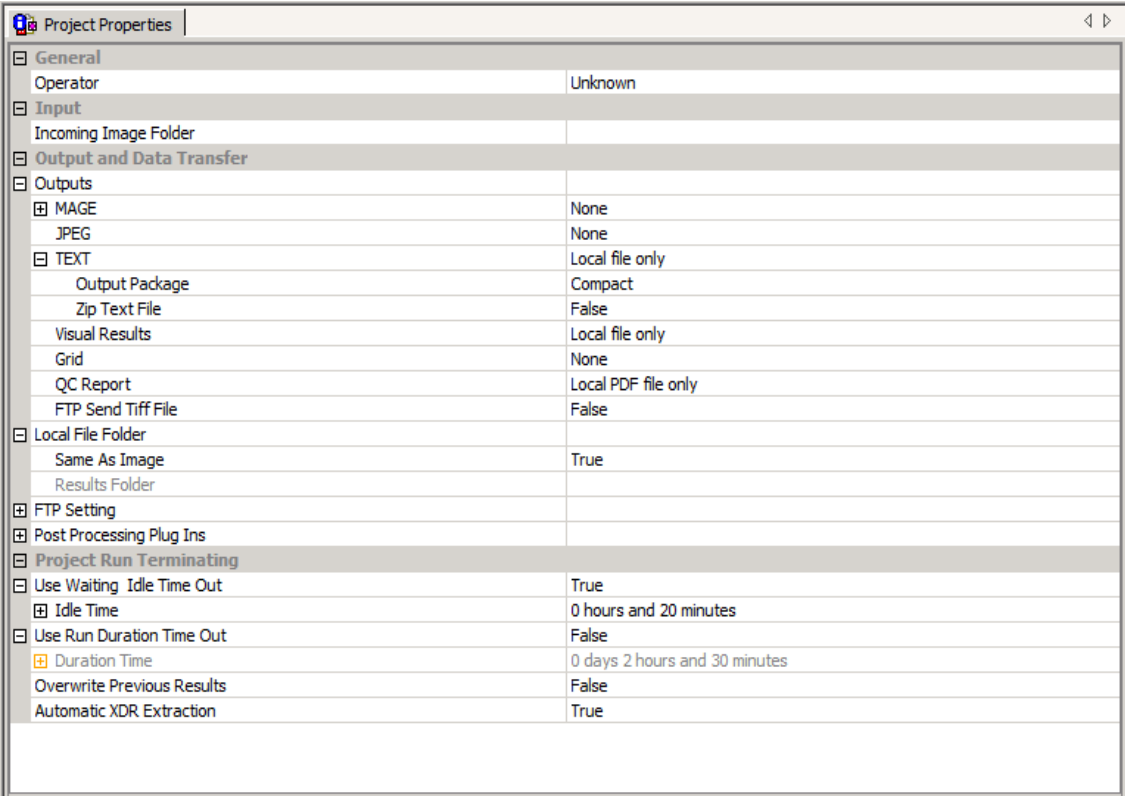 Project Properties
General
Operator Unknown
Input
Incoming Image Folder
Output and Data Transfer
Outputs
MAGE None
JPEG None
TEXT Local file only
Output Package Compact
Zip Text File False
Visual Results Local file only
Grid None
QC Report Local PDF file only
FTP Send Tiff File False
Local File Folder
Same As Image True
Results Folder
FTP Setting
Post Processing Plug Ins
Project Run Terminating
Use Waiting  Idle Time Out True
Idle Time 0 hours and 20 minutes
Use Run Duration Time Out False
Duration Time 0 days 2 hours and 30 minutes
Overwrite Previous Results False
Automatic XDR Extraction True